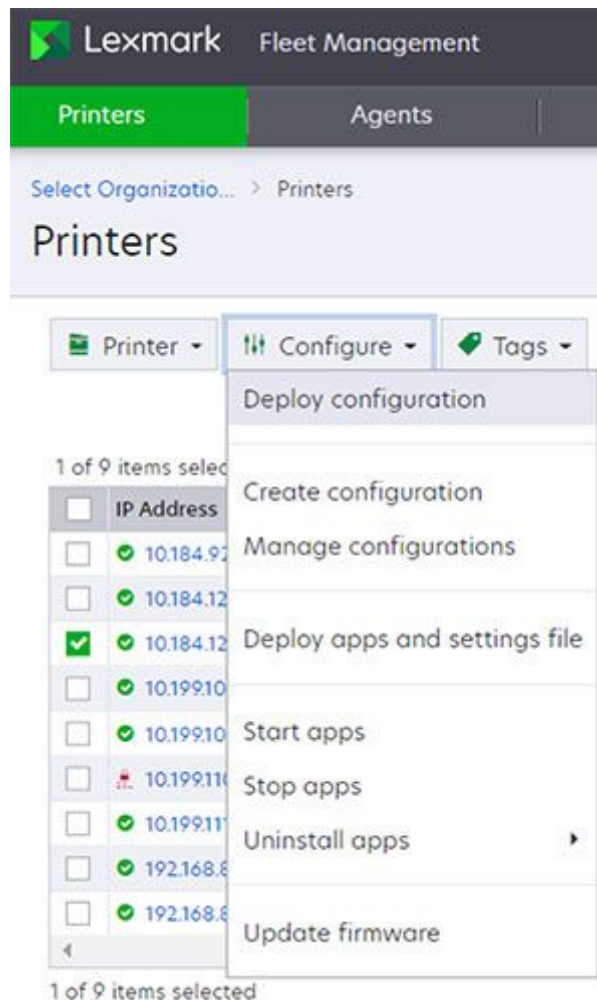 Lexmark Fleet Management
Printers Agents
Select Organizatio... > Printers
Printers
Printer Configure Tags
Deploy configuration
1 of 9 items selec
Create configuration
IP Address
Manage configurations
10.184.92
10.184.12
Deploy apps and settings file
10.184.12
10.199.10
Start apps
10.199.10
Stop apps
10.199.110
10.199.111
Uninstall apps
192.168.8
192.168.8
Update firmware
1 of 9 items selected